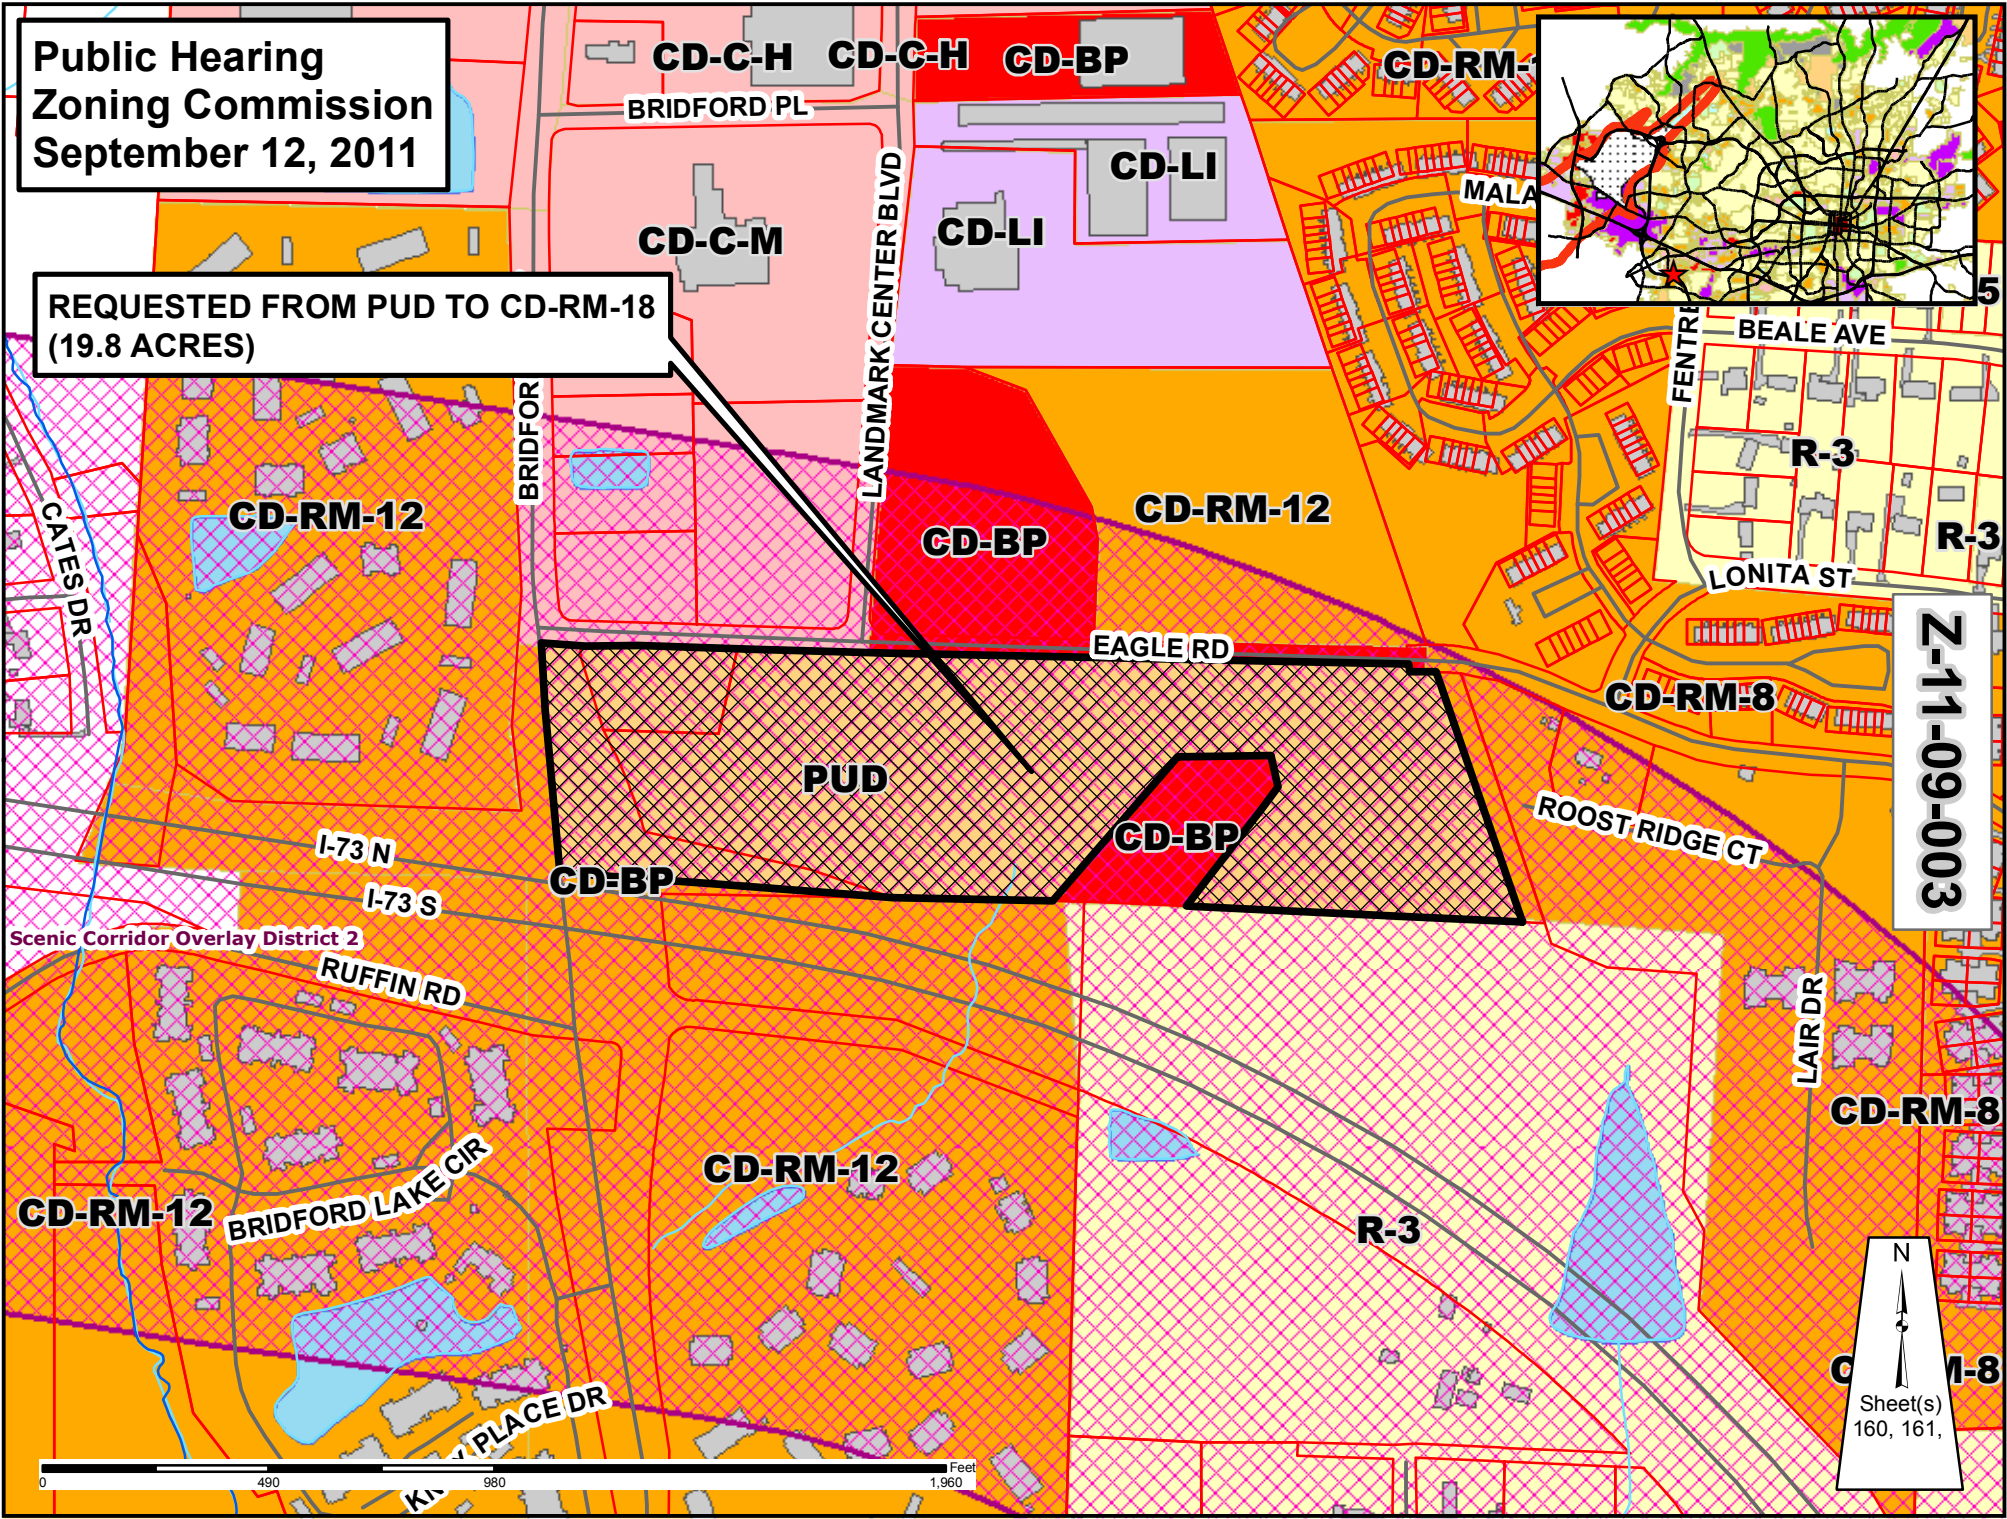 Public Hearing
Zoning Commission
September 12, 2011
CD-C-H
CD-C-H
CD-BP
BRIDFORD PL
CD-LI
MALA
CD-C-M
LANDMARK CENTER BLVD
CD-LI
REQUESTED FROM PUD TO CD-RM-18
(19.8 ACRES)
BEALE AVE
R-3
CD-RM-12
CATES DR
CD-RM-12
CD-BP
R-3
LONITA ST
EAGLE RD
CD-RM-8
Z-11-09-003
PUD
CD-BP
ROOST RIDGE CT
I-73 N
CD-BP
I-73 S
Scenic Corridor Overlay District 2
RUFFIN RD
LAIR DR
CD-RM-8
CD-RM-12
CD-RM-12
BRIDFORD LAKE CIR
R-3
N
Sheet(s)
160, 161,
PLACE DR
Feet
0 490 980 1,960